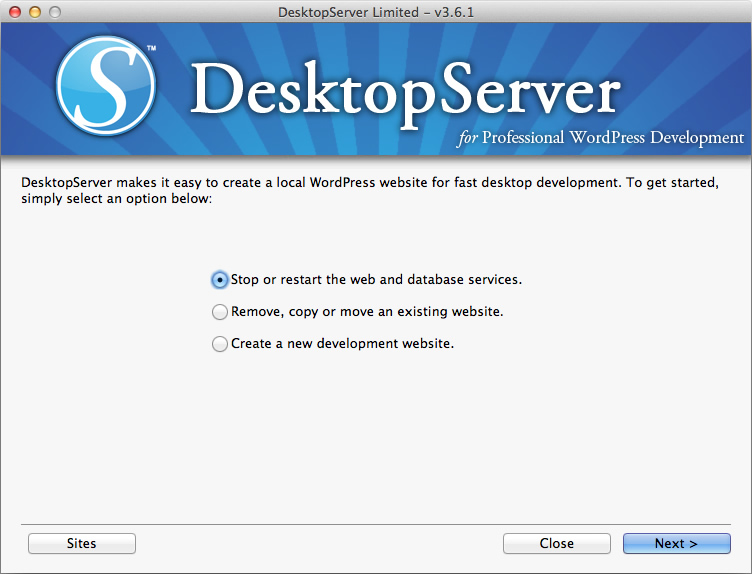 DesktopServer Limited – v3.6.1
S™
DesktopServer
for Professional WordPress Development
DesktopServer makes it easy to create a local WordPress website for fast desktop development. To get started,
simply select an option below:
Stop or restart the web and database services.
Remove, copy or move an existing website.
Create a new development website.
Sites
Close
Next >